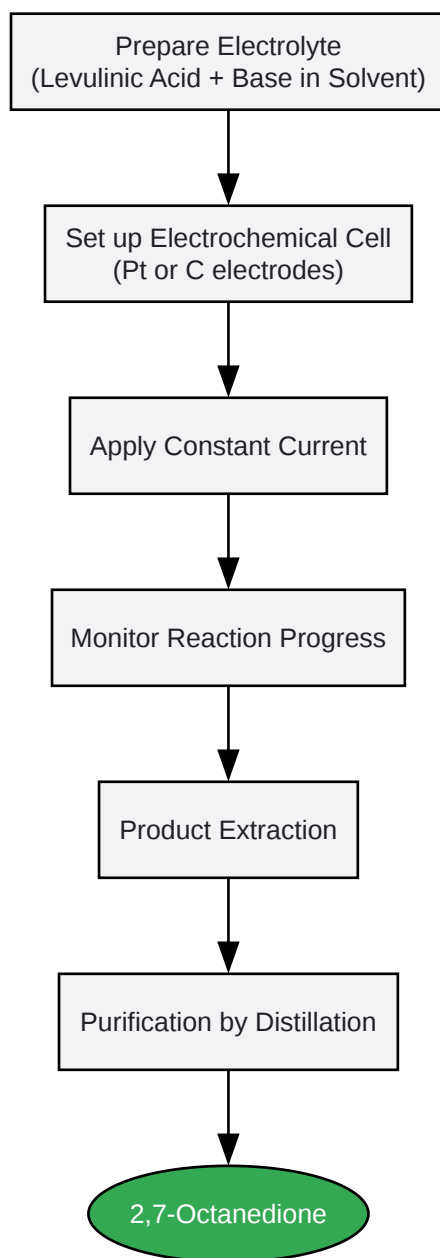 Prepare Electrolyte
(Levulinic Acid + Base in Solvent)
Set up Electrochemical Cell
(Pt or C electrodes)
Apply Constant Current
Monitor Reaction Progress
Product Extraction
Purification by Distillation
2,7-Octanedione